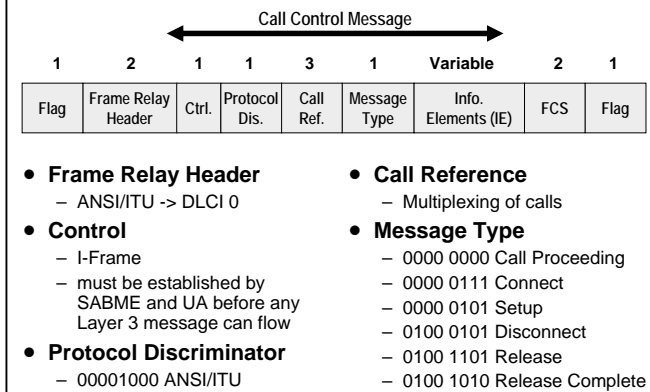 Call Control Message
1 2 1 1 3 1 Variable 2 1
Flag
Frame Relay
Header
Ctrl.
Protocol
Dis.
Call
Ref.
Message
Type
Info.
Elements (IE)
FCS
Flag
• Frame Relay Header
– ANSI/ITU -> DLCI 0
• Control
– I-Frame
– must be established by
SABME and UA before any
Layer 3 message can flow
• Protocol Discriminator
– 00001000 ANSI/ITU
• Call Reference
– Multiplexing of calls
• Message Type
– 0000 0000 Call Proceeding
– 0000 0111 Connect
– 0000 0101 Setup
– 0100 0101 Disconnect
– 0100 1101 Release
– 0100 1010 Release Complete